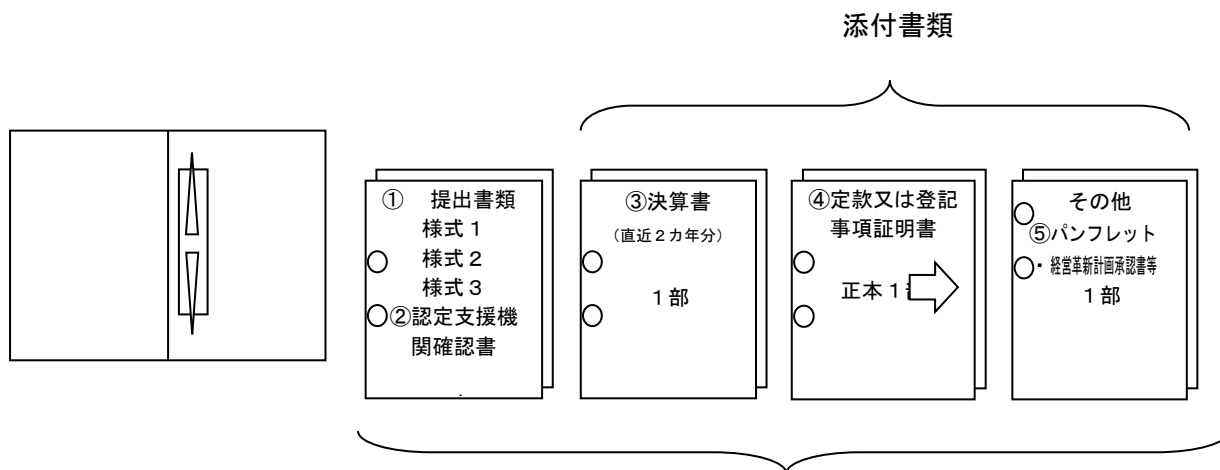 添付書類
① 提出書類
様式１
様式２
様式３
②認定支援機
関確認書
③決算書
（直近２カ年分）
１部
④定款又は登記
事項証明書
正本１
その他
⑤パンフレット
・経営革新計画承認書等
１部